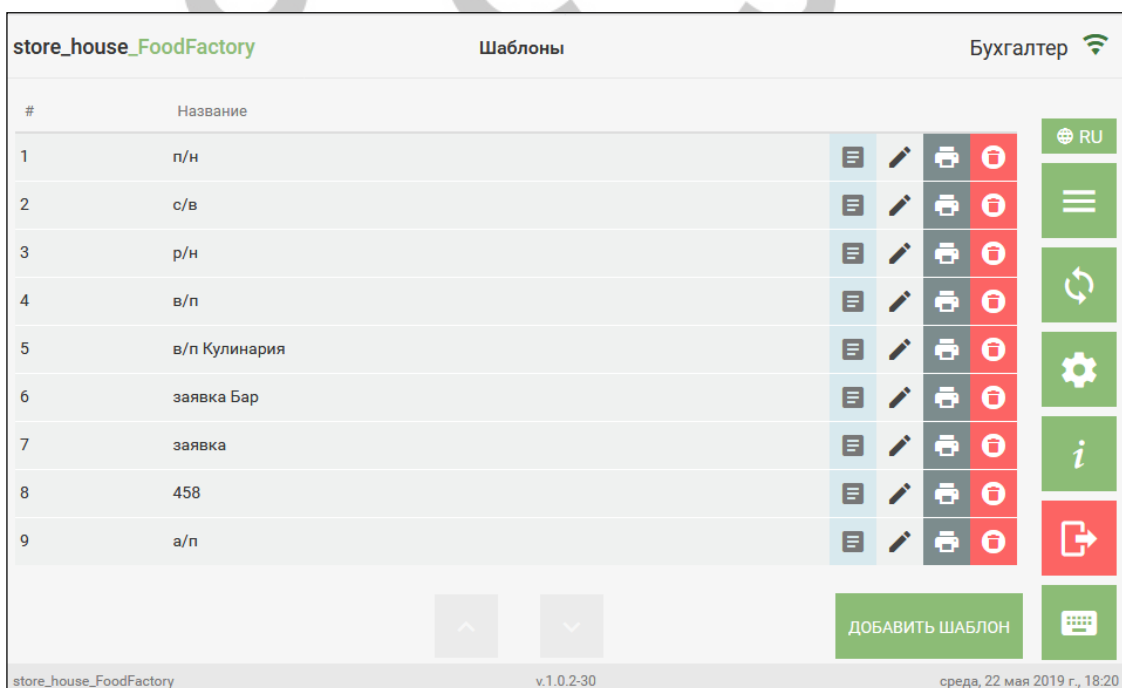 store_house_FoodFactory Шаблоны Бухгалтер
# Название
RU
1 п/н
2 с/в
3 р/н
4 в/п
5 в/п Кулинария
6 заявка Бар
7 заявка
8 458
9 а/п
ДОБАВИТЬ ШАБЛОН
store_house_FoodFactory v.1.0.2-30 среда, 22 мая 2019 г., 18:20